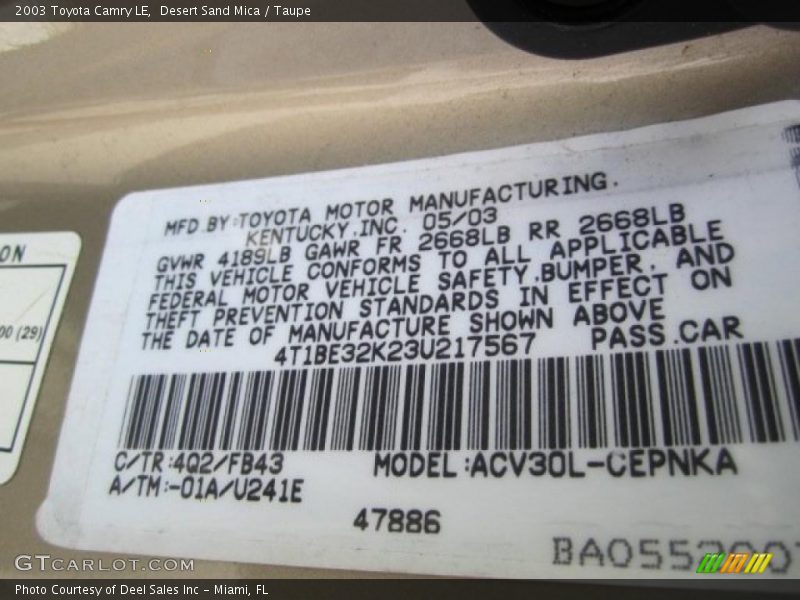 2003 Toyota Camry LE,  Desert Sand Mica / Taupe
MFD.BY:TOYOTA MOTOR MANUFACTURING.
KENTUCKY,INC. 05/03
GVWR 4189LB GAWR FR 2668LB RR 2668LB
THIS VEHICLE CONFORMS TO ALL APPLICABLE
FEDERAL MOTOR VEHICLE SAFETY,BUMPER, AND
THEFT PREVENTION STANDARDS IN EFFECT ON
THE DATE OF MANUFACTURE SHOWN ABOVE
4T1BE32K23U217567 PASS.CAR
C/TR:4Q2/FB43 MODEL:ACV30L-CEPNKA
A/TM:-01A/U241E
47886
ON
00 (29)
GTCARLOT.COM
Photo Courtesy of Deel Sales Inc – Miami, FL